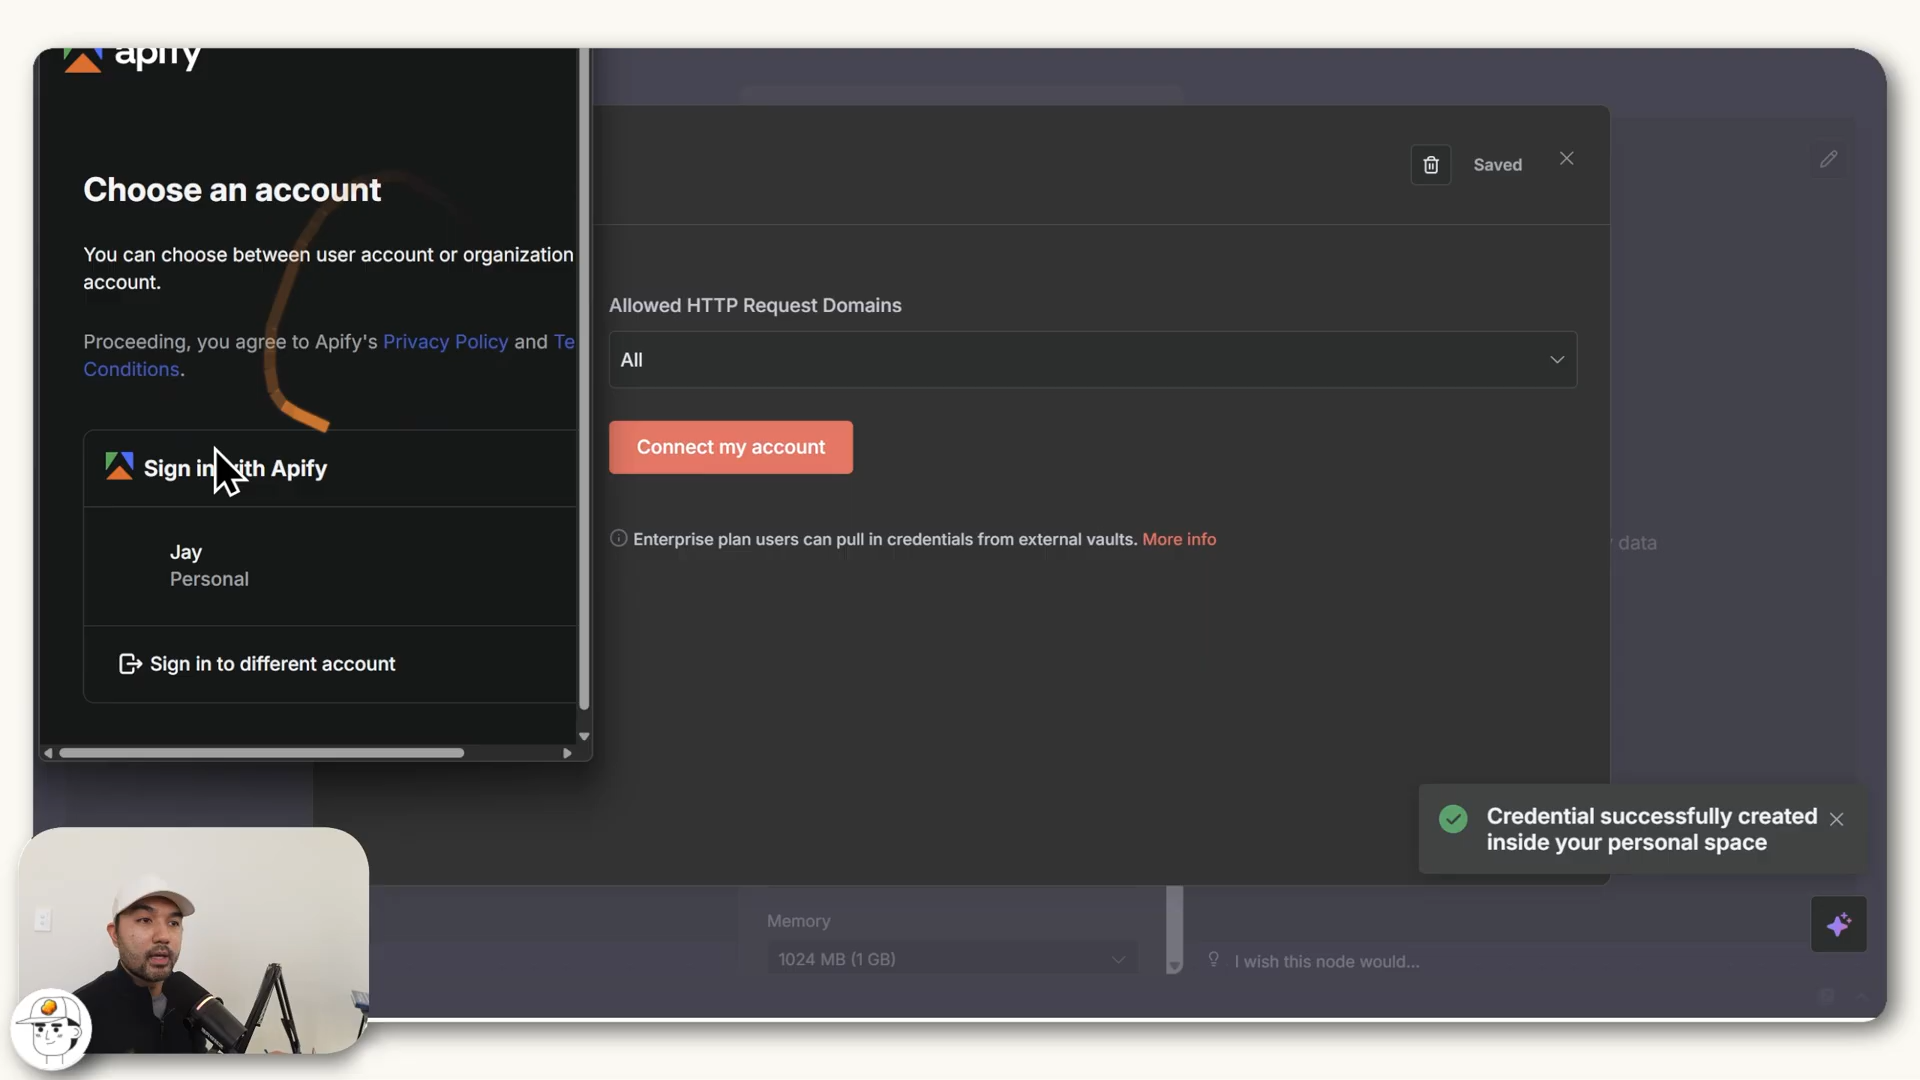 apify
Choose an account
You can choose between user account or organization
account.
Proceeding, you agree to Apify's Privacy Policy and Te
Conditions.
Sign in with Apify
Jay
Personal
Sign in to different account
Saved
Allowed HTTP Request Domains
All
Connect my account
Enterprise plan users can pull in credentials from external vaults. More info
data
Credential successfully created
inside your personal space
Memory
1024 MB (1 GB)
I wish this node would...